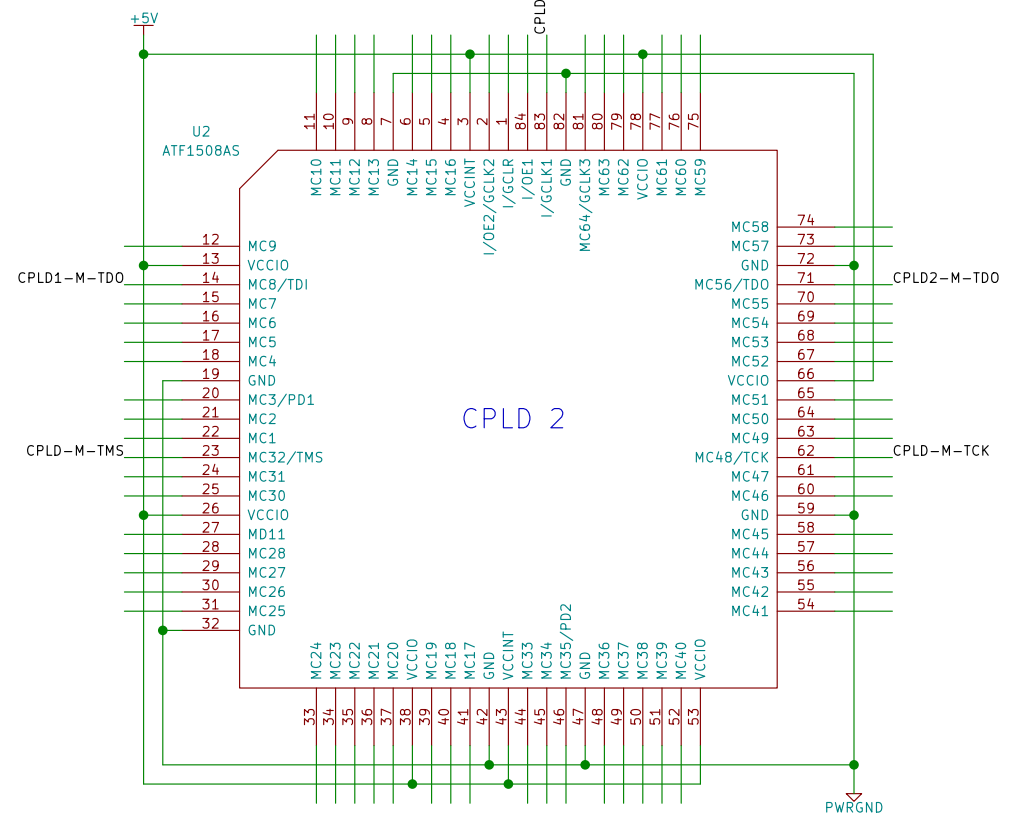 +5V
CPLD
U2
ATF1508AS
11 10 9 8 7 6 5 4 3 2 1 84 83 82 81 80 79 78 77 76 75
MC10 MC11 MC12 MC13 GND MC14 MC15 MC16 VCCINT I/OE2/GCLK2 I/GCLR I/OE1 I/GCLK1 GND MC64/GCLK3 MC63 MC62 VCCIO MC61 MC60 MC59
12 MC9
13 VCCIO
CPLD1-M-TDO
14 MC8/TDI
15 MC7
16 MC6
17 MC5
18 MC4
19 GND
20 MC3/PD1
21 MC2
22 MC1
CPLD-M-TMS
23 MC32/TMS
24 MC31
25 MC30
26 VCCIO
27 MD11
28 MC28
29 MC27
30 MC26
31 MC25
32 GND
CPLD 2
MC58 74
MC57 73
GND 72
CPLD2-M-TDO
MC56/TDO 71
MC55 70
MC54 69
MC53 68
MC52 67
VCCIO 66
MC51 65
MC50 64
MC49 63
CPLD-M-TCK
MC48/TCK 62
MC47 61
MC46 60
GND 59
MC45 58
MC44 57
MC43 56
MC42 55
MC41 54
MC24 MC23 MC22 MC21 MC20 VCCIO MC19 MC18 MC17 GND VCCINT MC33 MC34 MC35/PD2 GND MC36 MC37 MC38 MC39 MC40 VCCIO
33 34 35 36 37 38 39 40 41 42 43 44 45 46 47 48 49 50 51 52 53
PWRGND